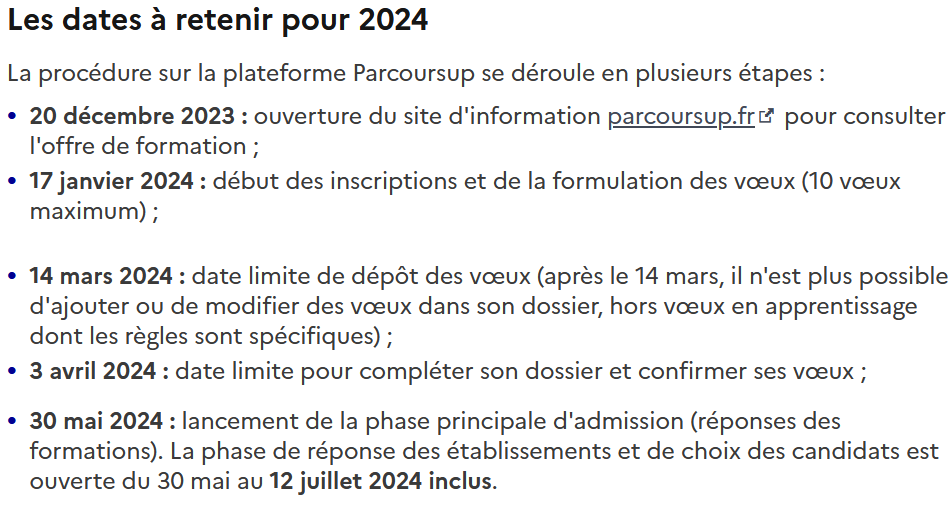 Les dates à retenir pour 2024
La procédure sur la plateforme Parcoursup se déroule en plusieurs étapes :
• 20 décembre 2023 : ouverture du site d'information parcoursup.fr pour consulter
l'offre de formation ;
• 17 janvier 2024 : début des inscriptions et de la formulation des vœux (10 vœux
maximum) ;
• 14 mars 2024 : date limite de dépôt des vœux (après le 14 mars, il n'est plus possible
d'ajouter ou de modifier des vœux dans son dossier, hors vœux en apprentissage
dont les règles sont spécifiques) ;
• 3 avril 2024 : date limite pour compléter son dossier et confirmer ses vœux ;
• 30 mai 2024 : lancement de la phase principale d'admission (réponses des
formations). La phase de réponse des établissements et de choix des candidats est
ouverte du 30 mai au 12 juillet 2024 inclus.